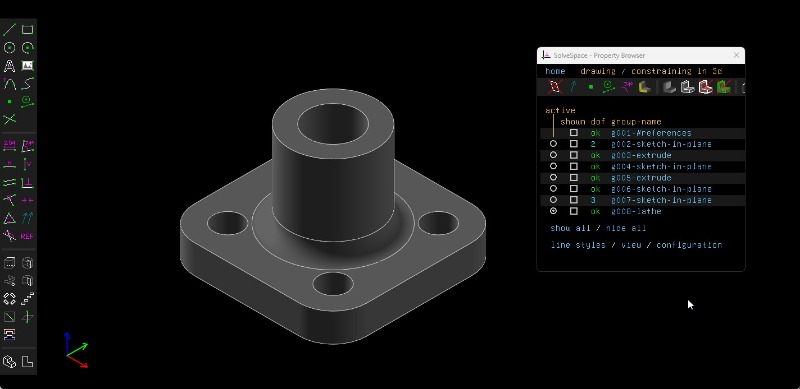 SolveSpace - Property Browser
home drawing / constraining in 3d
active
shown dof group-name
ok g001-#references
2 g002-sketch-in-plane
ok g003-extrude
ok g004-sketch-in-plane
ok g005-extrude
ok g006-sketch-in-plane
3 g007-sketch-in-plane
ok g008-lathe
show all / hide all
line styles / view / configuration
REF